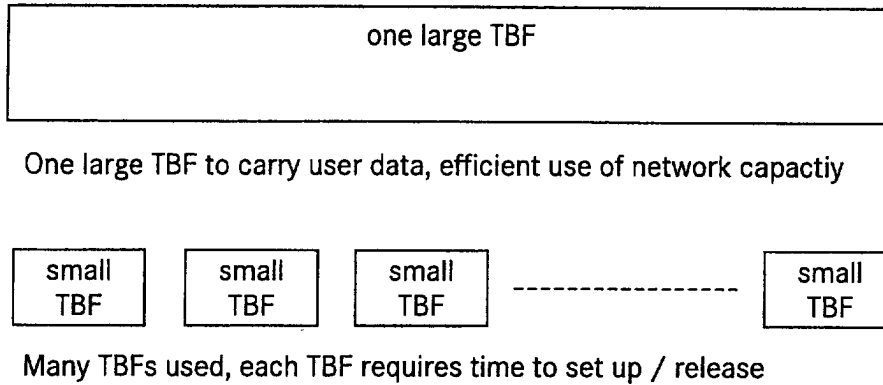 one large TBF
One large TBF to carry user data, efficient use of network capactiy
small small small small
TBF TBF TBF ----------------- TBF
Many TBFs used, each TBF requires time to set up / release